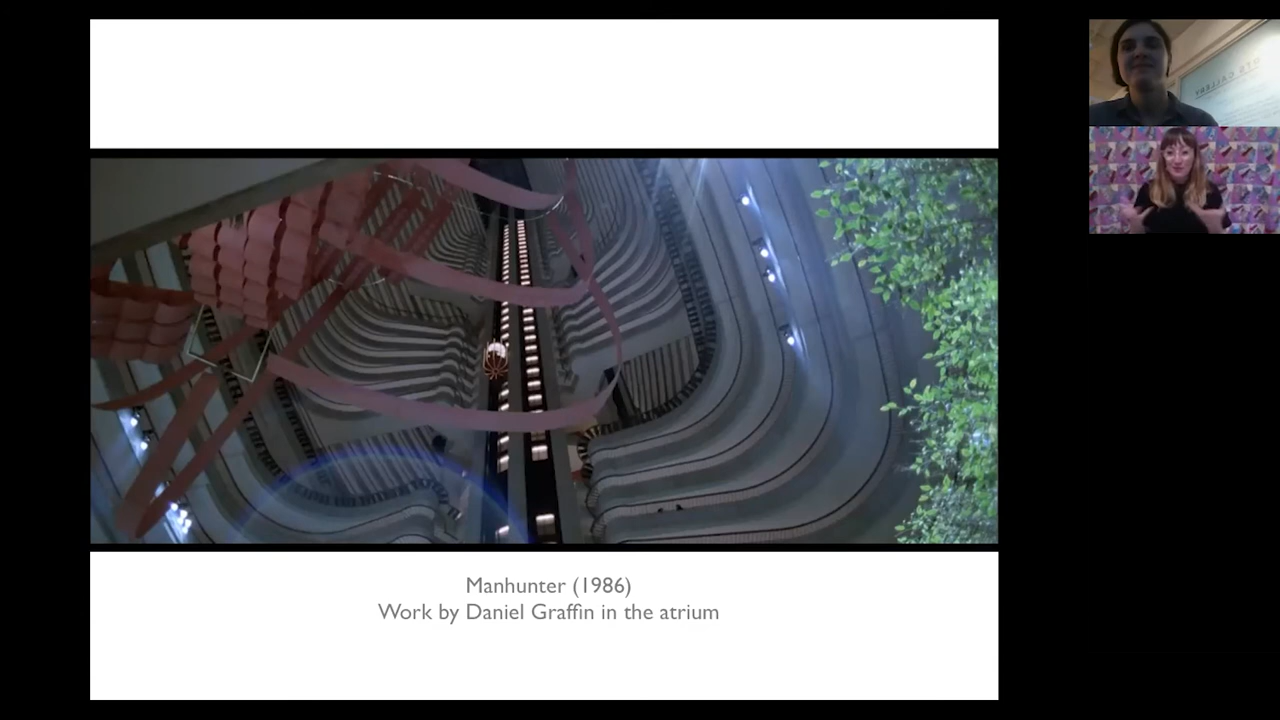 Manhunter (1986)
Work by Daniel Graffin in the atrium